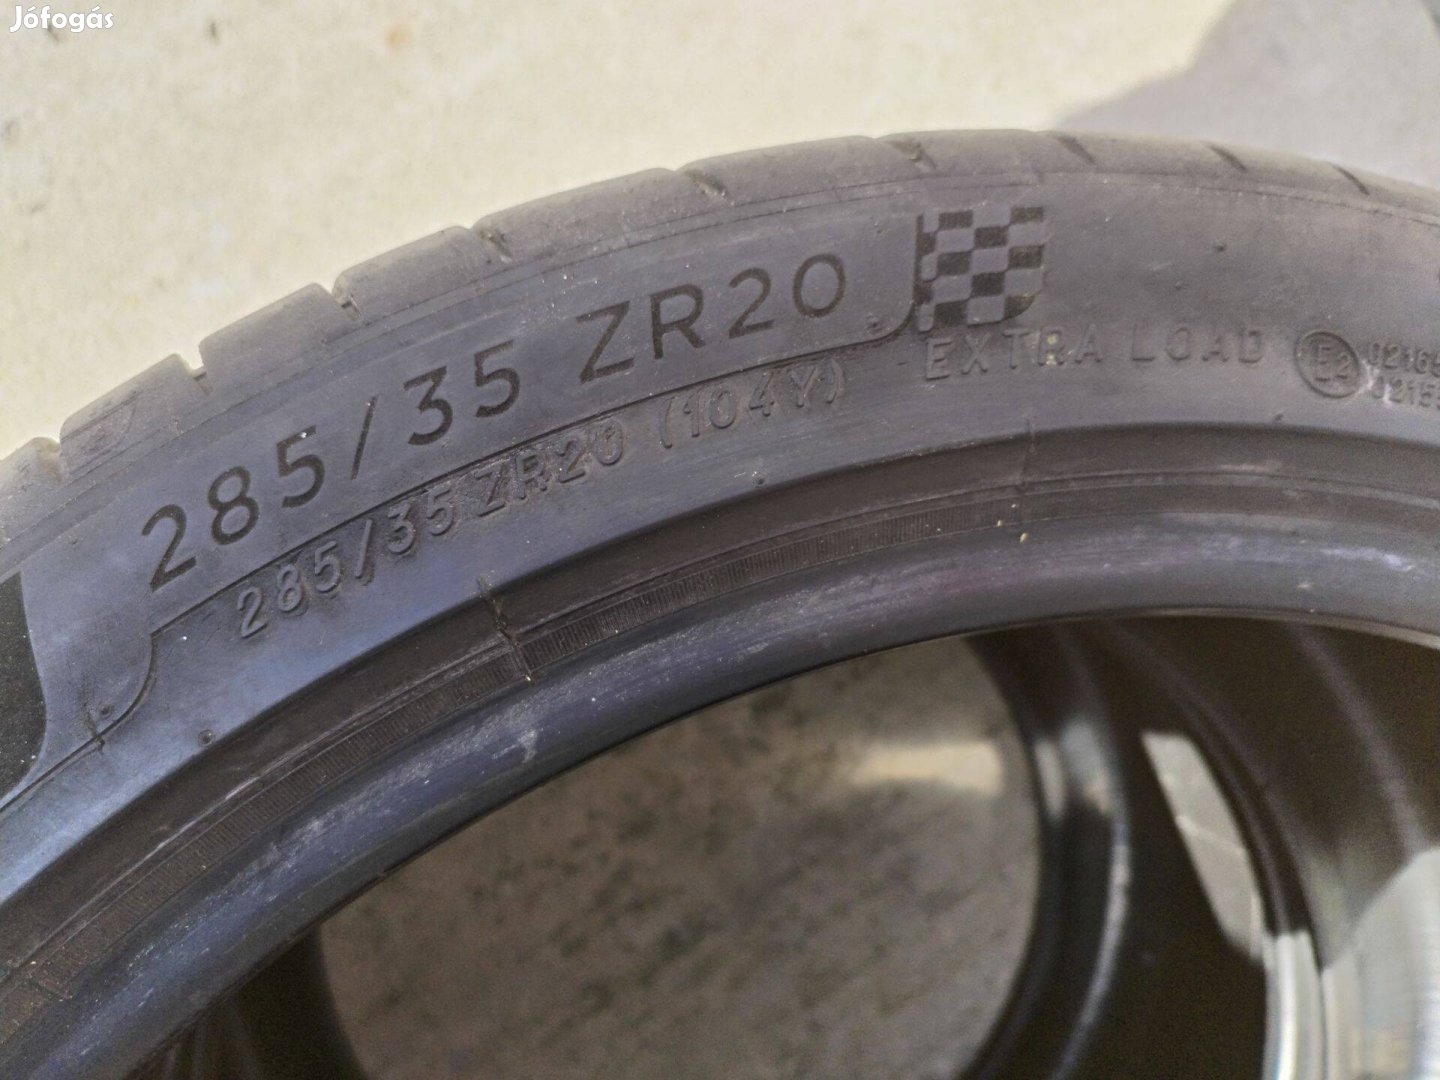 Jófogás
285/35 ZR20
285/35 ZR20 (104Y)
EXTRA LOAD
E2